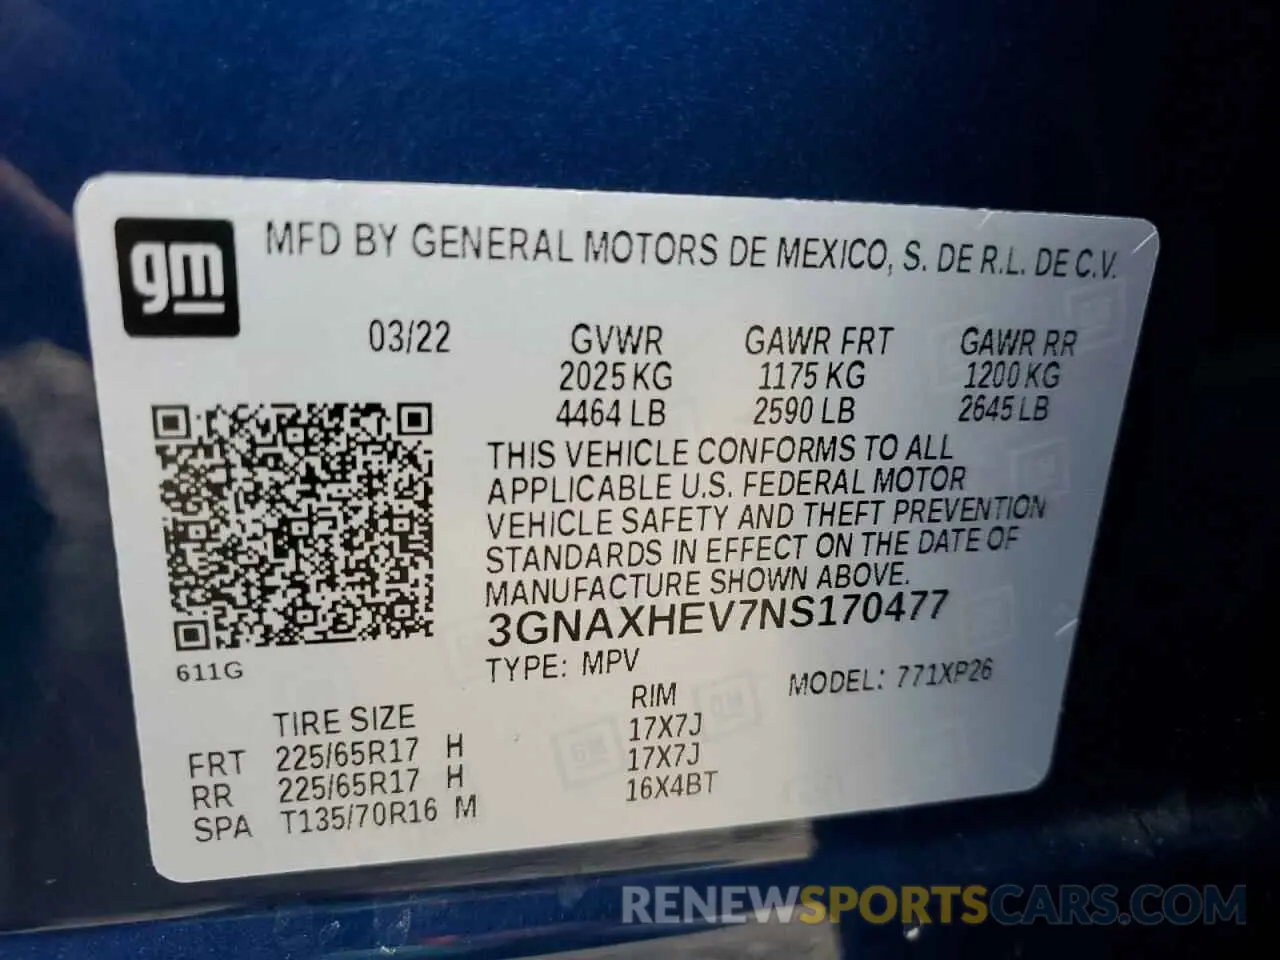 gm
MFD BY GENERAL MOTORS DE MEXICO, S. DE R.L. DE C.V.
03/22 GVWR GAWR FRT GAWR RR
2025 KG 1175 KG 1200 KG
4464 LB 2590 LB 2645 LB
THIS VEHICLE CONFORMS TO ALL
APPLICABLE U.S. FEDERAL MOTOR
VEHICLE SAFETY AND THEFT PREVENTION
STANDARDS IN EFFECT ON THE DATE OF
MANUFACTURE SHOWN ABOVE.
3GNAXHEV7NS170477
611G
TYPE: MPV MODEL: 771XP26
TIRE SIZE RIM
FRT 225/65R17 H 17X7J
RR 225/65R17 H 17X7J
SPA T135/70R16 M 16X4BT
RENEWSPORTSCARS.COM